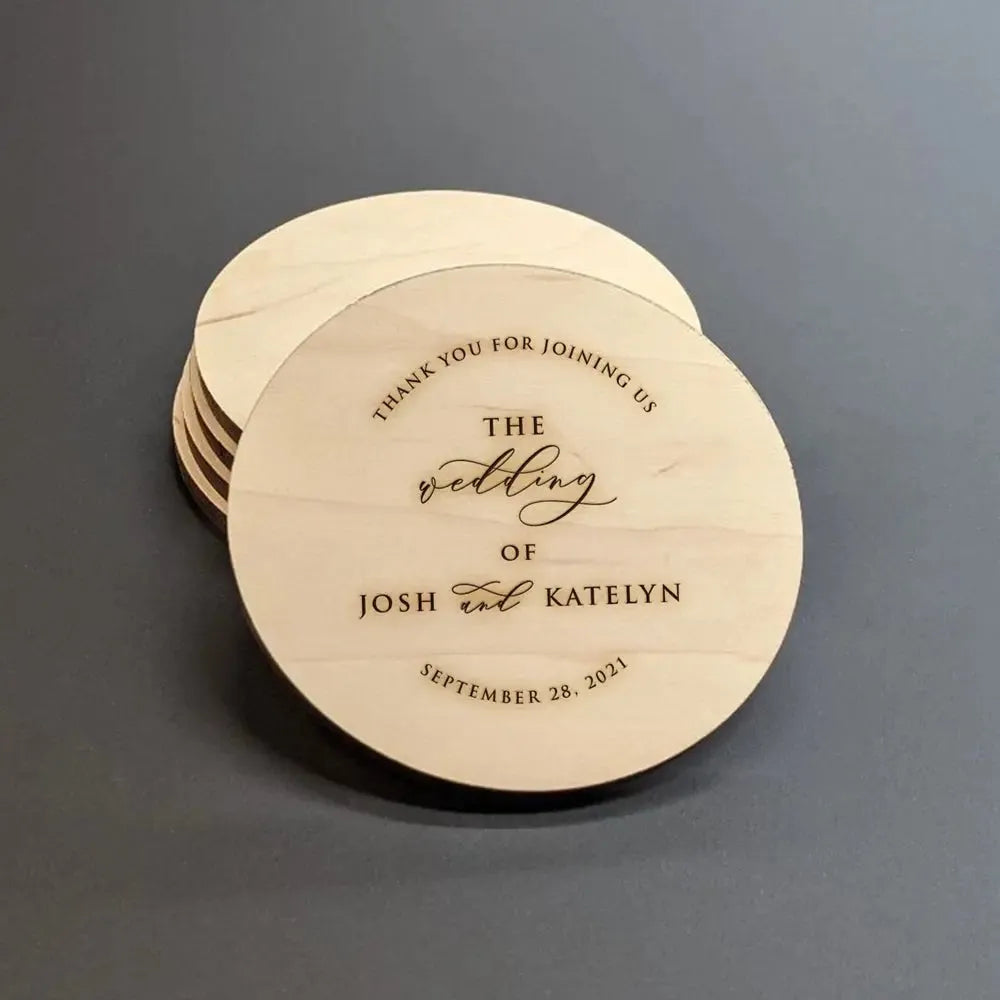 THANK YOU FOR JOINING US
THE
wedding
OF
JOSH and KATELYN
SEPTEMBER 28, 2021